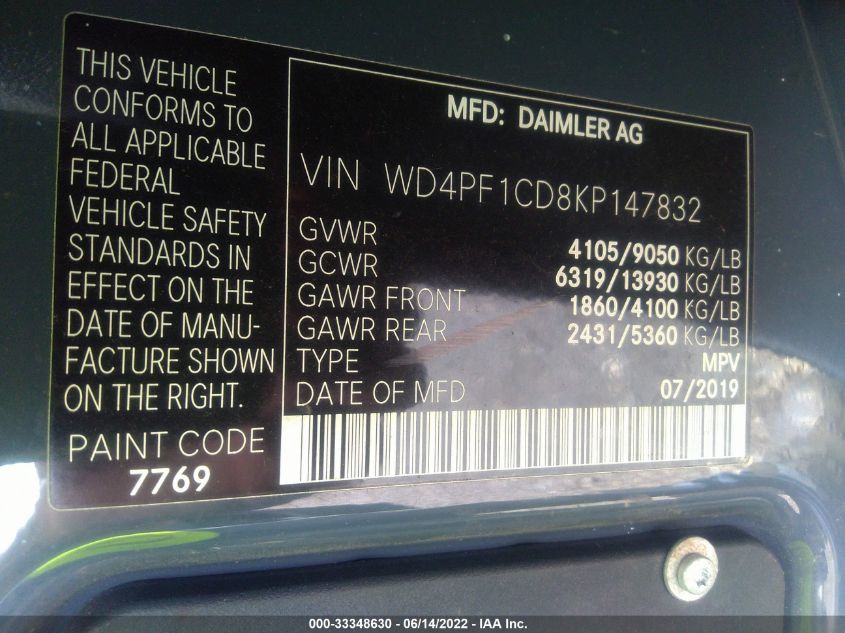 THIS VEHICLE
CONFORMS TO
ALL APPLICABLE
FEDERAL
VEHICLE SAFETY
STANDARDS IN
EFFECT ON THE
DATE OF MANU-
FACTURE SHOWN
ON THE RIGHT.
PAINT CODE
7769
MFD: DAIMLER AG
VIN WD4PF1CD8KP147832
GVWR 4105/9050 KG/LB
GCWR 6319/13930 KG/LB
GAWR FRONT 1860/4100 KG/LB
GAWR REAR 2431/5360 KG/LB
TYPE MPV
DATE OF MFD 07/2019
000-33348630 - 06/14/2022 - IAA Inc.